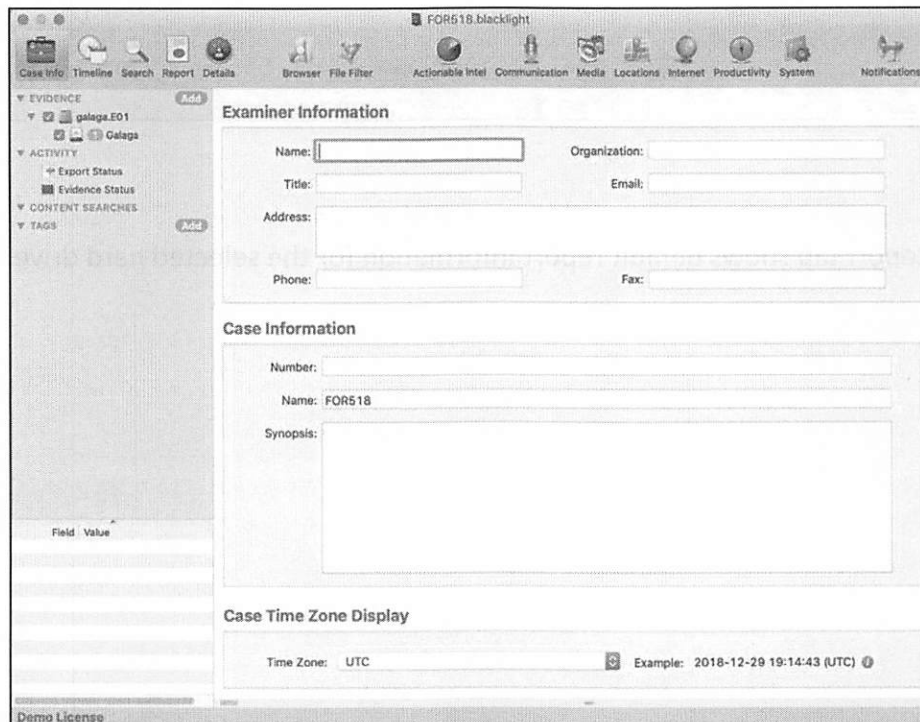 FOR518.blacklight
Case Info Timeline Search Report Details Browser File Filter Actionable Intel Communication Media Locations Internet Productivity System Notifications
EVIDENCE Add
galaga.E01
1 Galaga
ACTIVITY
Export Status
Evidence Status
CONTENT SEARCHES
TAGS Add
Field Value
Examiner Information
Name: Organization:
Title: Email:
Address:
Phone: Fax:
Case Information
Number:
Name: FOR518
Synopsis:
Case Time Zone Display
Time Zone: UTC Example: 2018-12-29 19:14:43 (UTC)
Demo License